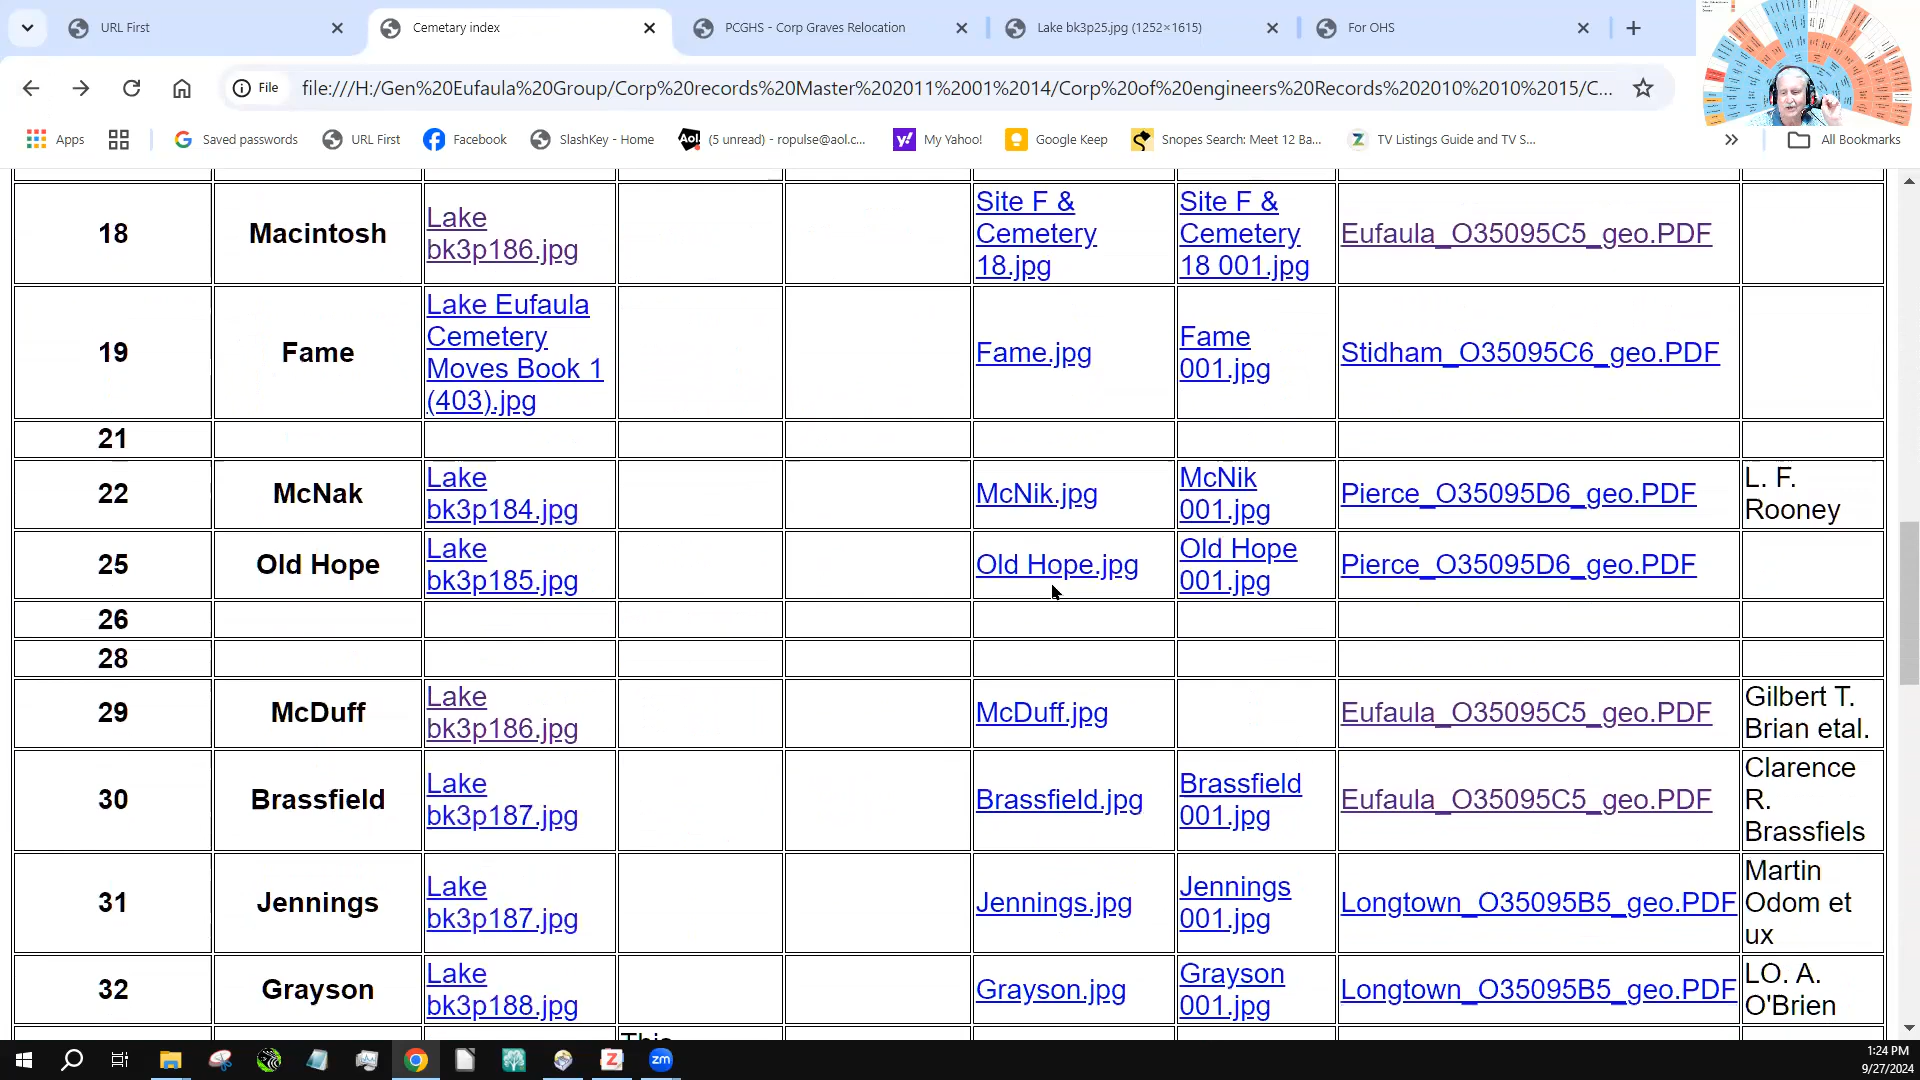 URL First
Cemetary index
PCGHS - Corp Graves Relocation
Lake bk3p25.jpg (1252×1615)
For OHS
File
file:///H:/Gen%20Eufaula%20Group/Corp%20records%20Master%202011%2001%2014/Corp%20of%20engineers%20Records%202010%2010%2015/C...
Apps
Saved passwords
URL First
Facebook
SlashKey - Home
Aol.
(5 unread) - ropulse@aol.c...
My Yahoo!
Google Keep
Snopes Search: Meet 12 Ba...
TV Listings Guide and TV S...
All Bookmarks
18
Macintosh
Lake
bk3p186.jpg
Site F &
Cemetery
18.jpg
Site F &
Cemetery
18 001.jpg
Eufaula_O35095C5_geo.PDF
19
Fame
Lake Eufaula
Cemetery
Moves Book 1
(403).jpg
Fame.jpg
Fame
001.jpg
Stidham_O35095C6_geo.PDF
21
22
McNak
Lake
bk3p184.jpg
McNik.jpg
McNik
001.jpg
Pierce_O35095D6_geo.PDF
L. F.
Rooney
25
Old Hope
Lake
bk3p185.jpg
Old Hope.jpg
Old Hope
001.jpg
Pierce_O35095D6_geo.PDF
26
28
29
McDuff
Lake
bk3p186.jpg
McDuff.jpg
Eufaula_O35095C5_geo.PDF
Gilbert T.
Brian etal.
30
Brassfield
Lake
bk3p187.jpg
Brassfield.jpg
Brassfield
001.jpg
Eufaula_O35095C5_geo.PDF
Clarence
R.
Brassfiels
31
Jennings
Lake
bk3p187.jpg
Jennings.jpg
Jennings
001.jpg
Longtown_O35095B5_geo.PDF
Martin
Odom et
ux
32
Grayson
Lake
bk3p188.jpg
Grayson.jpg
Grayson
001.jpg
Longtown_O35095B5_geo.PDF
LO. A.
O'Brien
This
zm
1:24 PM
9/27/2024